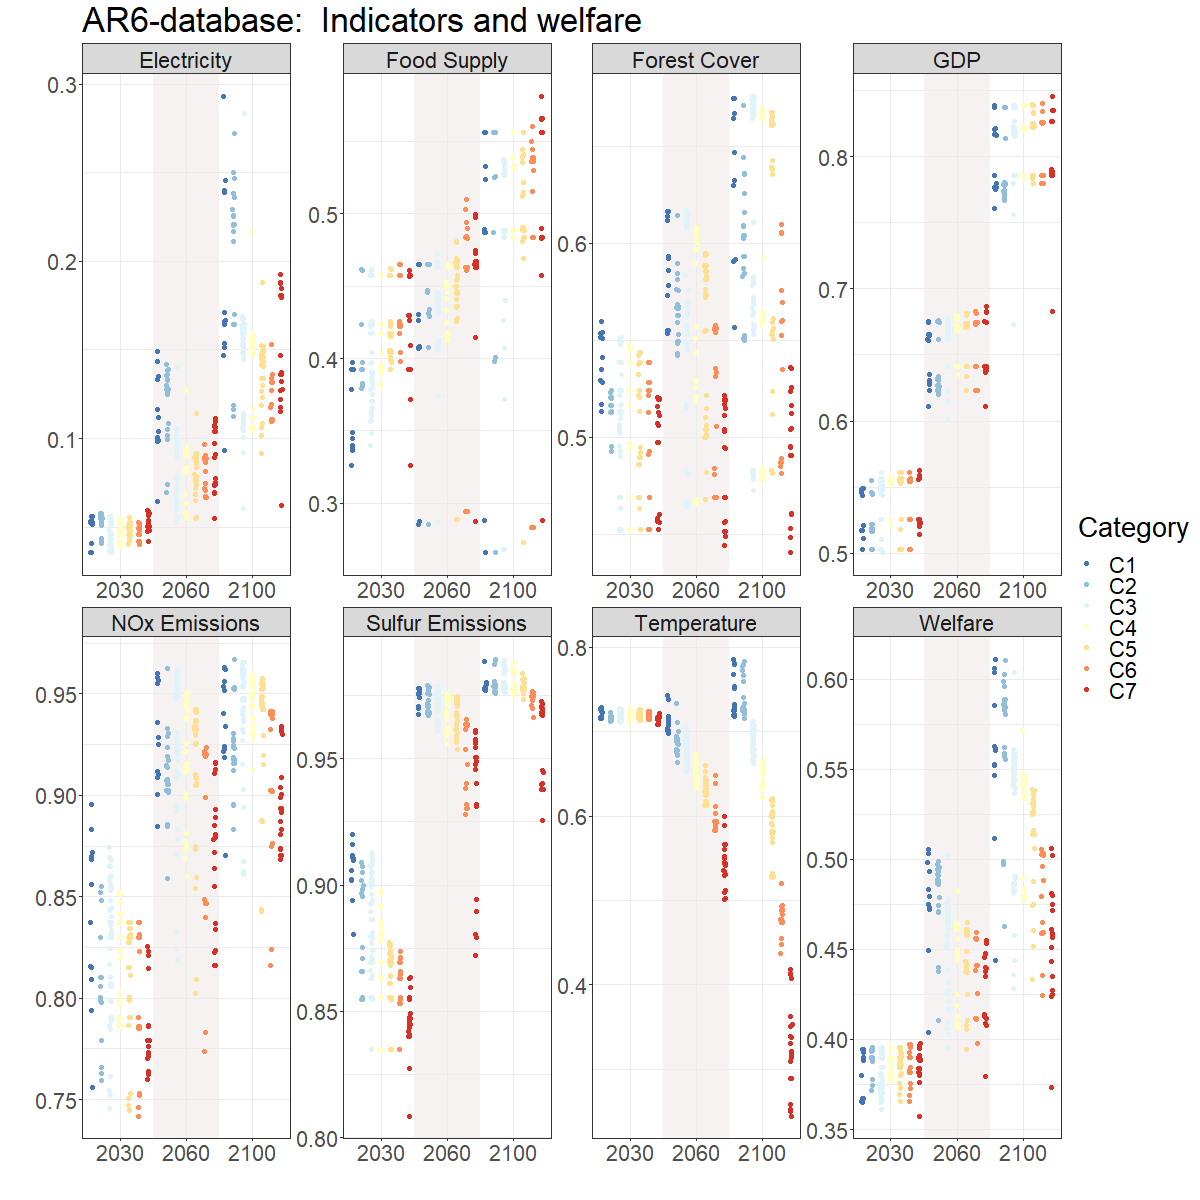 AR6-database:  Indicators and welfare
Electricity
Food Supply
Forest Cover
GDP
0.3
0.2
0.1
0.5
0.4
0.3
0.6
0.5
0.8
0.7
0.6
0.5
2030 2060 2100
2030 2060 2100
2030 2060 2100
2030 2060 2100
NOx Emissions
Sulfur Emissions
Temperature
Welfare
0.95
0.90
0.85
0.80
0.75
0.95
0.90
0.85
0.80
0.8
0.6
0.4
0.60
0.55
0.50
0.45
0.40
0.35
2030 2060 2100
2030 2060 2100
2030 2060 2100
2030 2060 2100
Category
C1
C2
C3
C4
C5
C6
C7